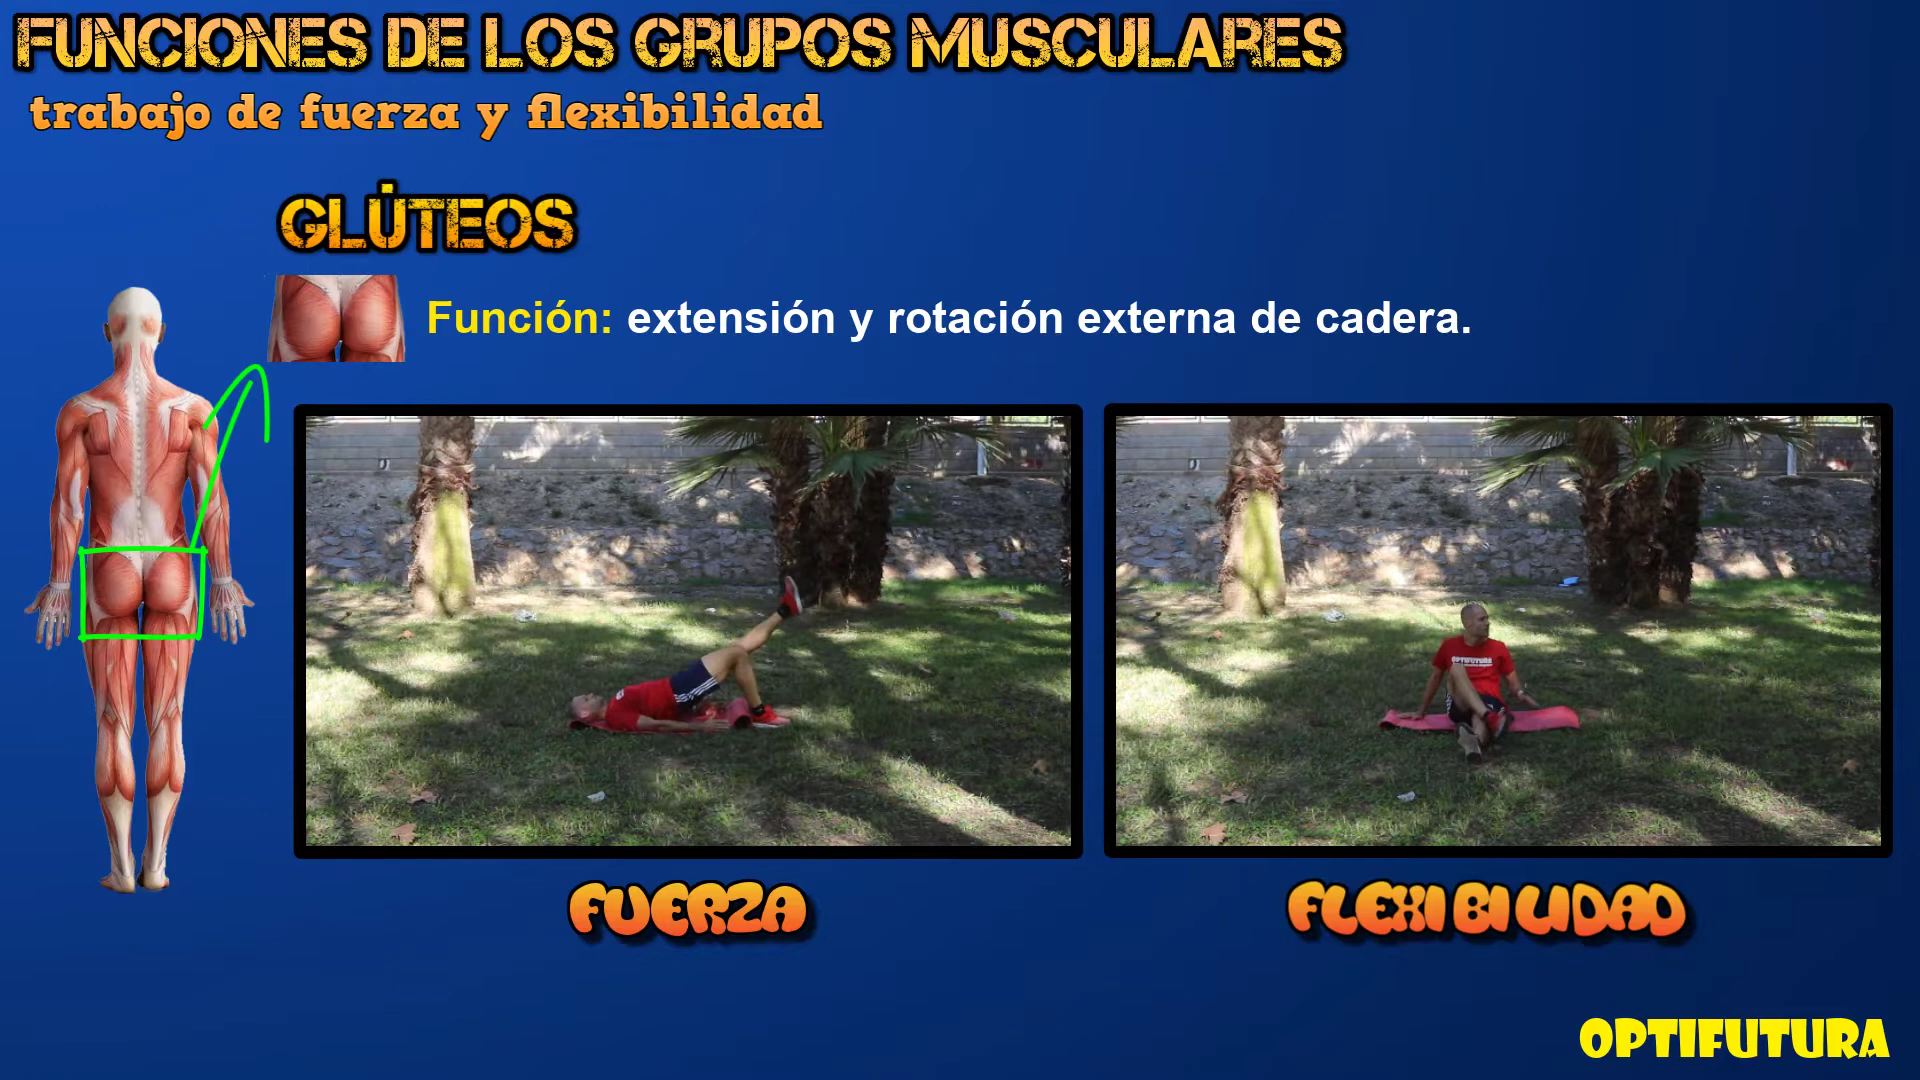 FUNCIONES DE LOS GRUPOS MUSCULARES
trabajo de fuerza y flexibilidad
GLÚTEOS
Función: extensión y rotación externa de cadera.
OPTIFUTURA
FUERZA
FLEXIBILIDAD
OPTIFUTURA